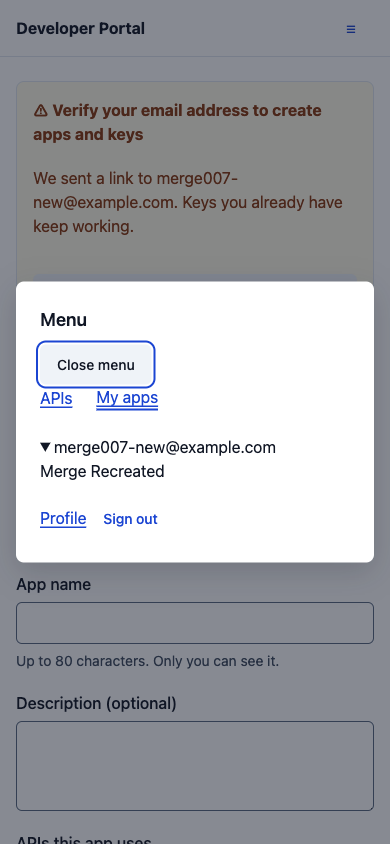 Developer Portal
≡
⚠ Verify your email address to create
apps and keys
We sent a link to merge007-
new@example.com. Keys you already have
keep working.
Menu
Close menu
APIs My apps
▼ merge007-new@example.com
Merge Recreated
Profile Sign out
App name
Up to 80 characters. Only you can see it.
Description (optional)
APIs this app uses